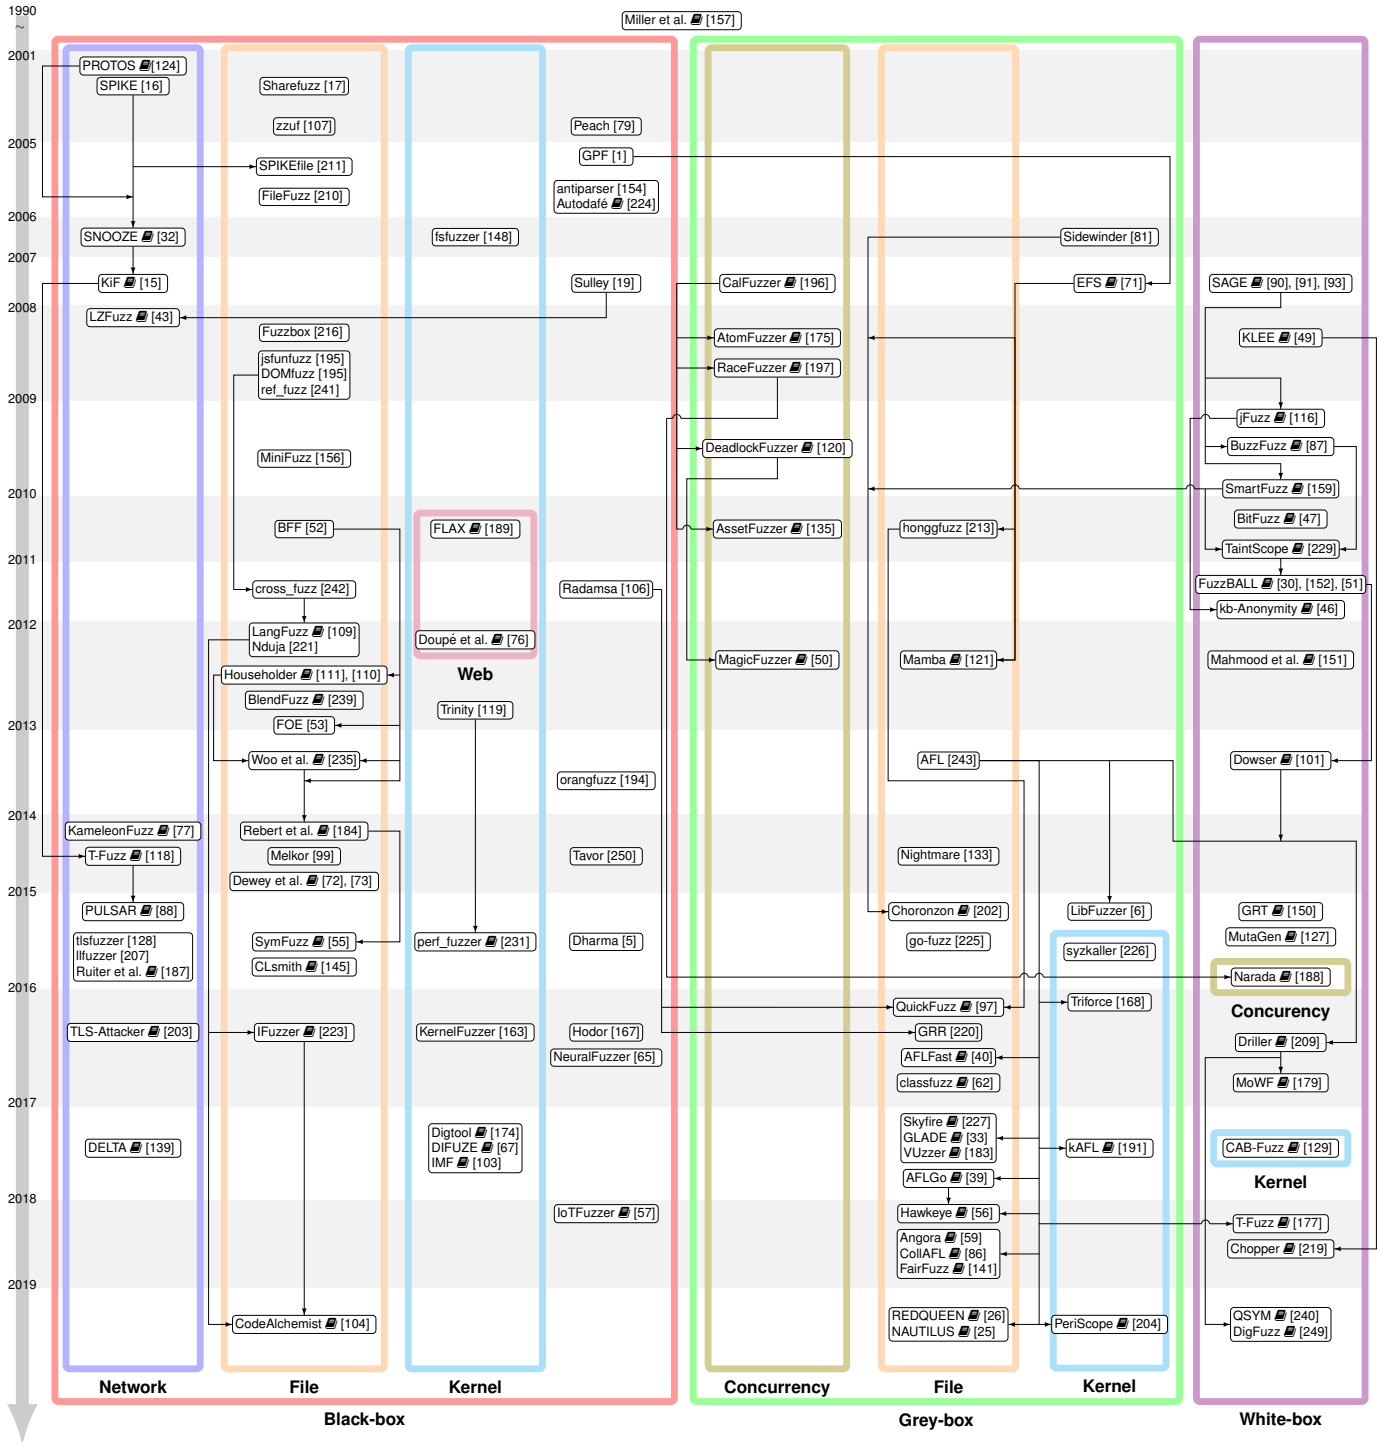 1990
~
Miller et al. [157]
2001
PROTOS [124]
SPIKE [16]
Sharefuzz [17]
zzuf [107]
Peach [79]
2005
GPF [1]
SPIKEfile [211]
FileFuzz [210]
antiparser [154]
Autodafé [224]
2006
SNOOZE [32]
fsfuzzer [148]
Sidewinder [81]
2007
KiF [15]
Sulley [19]
CalFuzzer [196]
EFS [71]
SAGE [90], [91], [93]
2008
LZFuzz [43]
Fuzzbox [216]
AtomFuzzer [175]
KLEE [49]
jsfunfuzz [195]
DOMfuzz [195]
ref_fuzz [241]
RaceFuzzer [197]
2009
jFuzz [116]
MiniFuzz [156]
DeadlockFuzzer [120]
BuzzFuzz [87]
2010
SmartFuzz [159]
BFF [52]
FLAX [189]
AssetFuzzer [135]
honggfuzz [213]
BitFuzz [47]
2011
TaintScope [229]
cross_fuzz [242]
Radamsa [106]
FuzzBALL [30], [152], [51]
kb-Anonymity [46]
2012
LangFuzz [109]
Nduja [221]
Doupé et al. [76]
Web
MagicFuzzer [50]
Mamba [121]
Mahmood et al. [151]
Householder [111], [110]
BlendFuzz [239]
Trinity [119]
2013
FOE [53]
Woo et al. [235]
orangfuzz [194]
AFL [243]
Dowser [101]
2014
KameleonFuzz [77]
Rebert et al. [184]
T-Fuzz [118]
Melkor [99]
Tavor [250]
Nightmare [133]
Dewey et al. [72], [73]
2015
PULSAR [88]
Choronzon [202]
LibFuzzer [6]
GRT [150]
tlsfuzzer [128]
llfuzzer [207]
Ruiter et al. [187]
SymFuzz [55]
perf_fuzzer [231]
Dharma [5]
go-fuzz [225]
syzkaller [226]
MutaGen [127]
CLsmith [145]
Narada [188]
2016
Concurency
QuickFuzz [97]
Triforce [168]
TLS-Attacker [203]
IFuzzer [223]
KernelFuzzer [163]
Hodor [167]
GRR [220]
Driller [209]
NeuralFuzzer [65]
AFLFast [40]
classfuzz [62]
MoWF [179]
2017
DELTA [139]
Digtool [174]
DIFUZE [67]
IMF [103]
Skyfire [227]
GLADE [33]
VUzzer [183]
kAFL [191]
CAB-Fuzz [129]
Kernel
AFLGo [39]
2018
IoTFuzzer [57]
Hawkeye [56]
T-Fuzz [177]
Angora [59]
CollAFL [86]
FairFuzz [141]
Chopper [219]
2019
CodeAlchemist [104]
REDQUEEN [26]
NAUTILUS [25]
PeriScope [204]
QSYM [240]
DigFuzz [249]
Network
File
Kernel
Concurrency
File
Kernel
Black-box
Grey-box
White-box